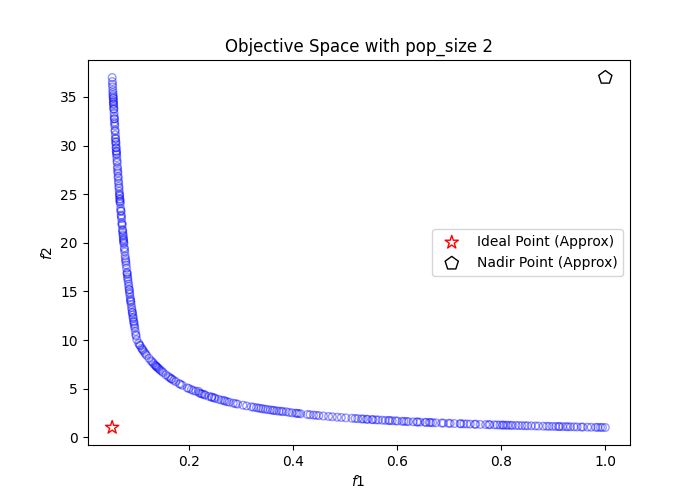 Objective Space with pop_size 2
f2
35
30
25
20
15
10
5
0
Ideal Point (Approx)
Nadir Point (Approx)
0.2 0.4 0.6 0.8 1.0
f1